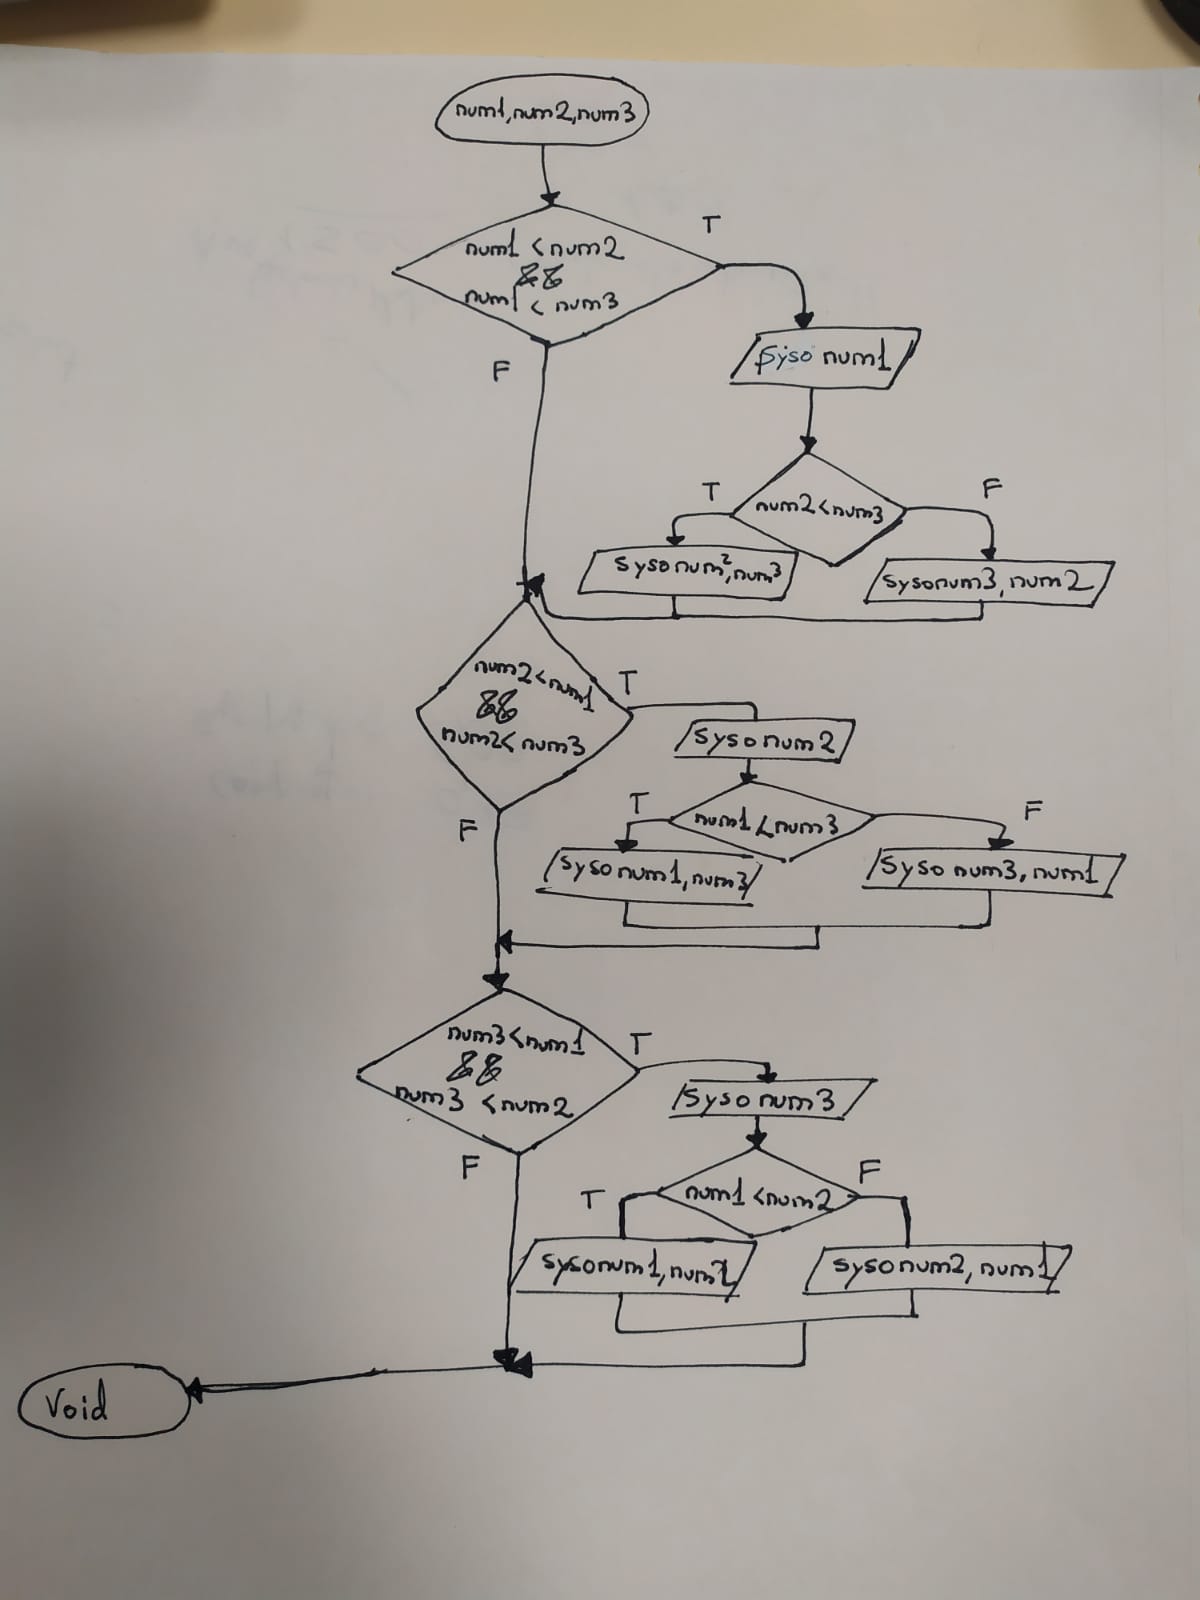 num1,num2,num3
T
num1 <num2
&&
num1 < num3
F
Syso num1
T
num2<num3
F
Syso num2,num3
Syso num3, num2
num2<num1
&&
num2< num3
T
Syso num2
F
T
num1<num3
F
Syso num1, num3
Syso num3, num1
num3<num1
&&
num3 <num2
T
Syso num3
F
T
num1 <num2
F
Syso num1, num2
Syso num2, num1
Void